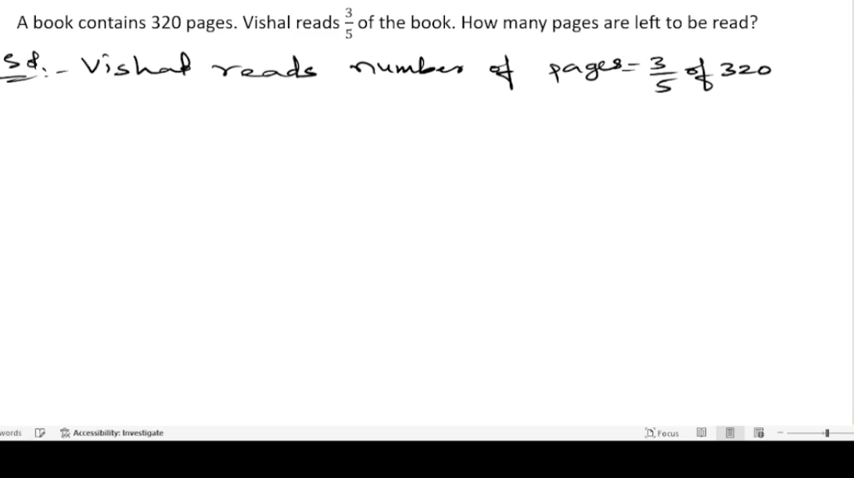 A book contains 320 pages. Vishal reads 3/5 of the book. How many pages are left to be read?
Sol:- Vishal reads number of pages = 3/5 of 320
words Accessibility: Investigate Focus